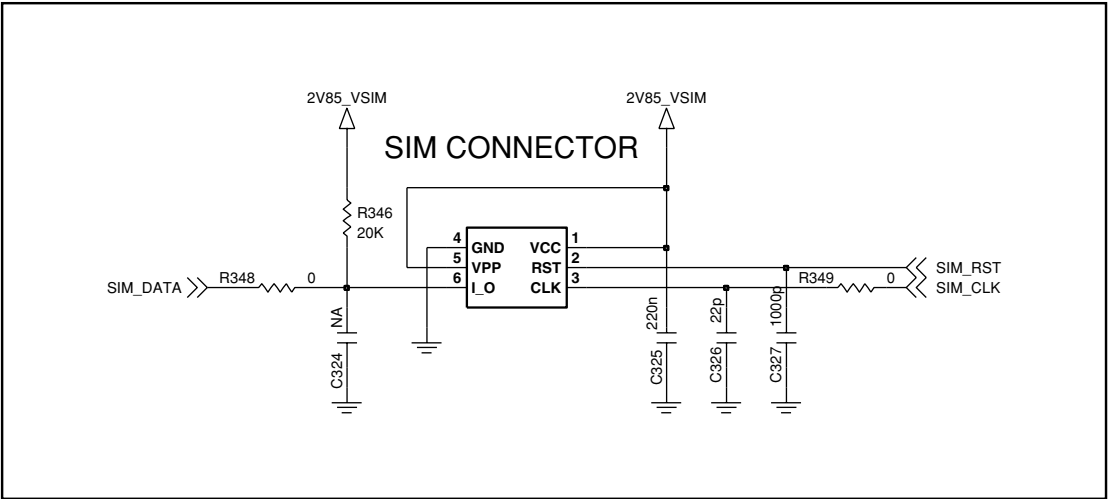 2V85_VSIM
2V85_VSIM
SIM CONNECTOR
R346
20K
4
GND
VCC
1
5
VPP
RST
2
6
I_O
CLK
3
SIM_DATA
R348
0
R349
0
SIM_RST
SIM_CLK
NA
C324
220n
C325
22p
C326
1000p
C327